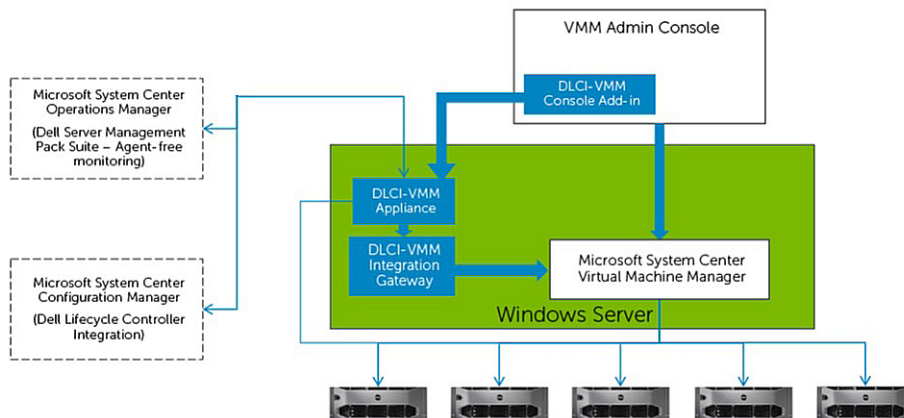 VMM Admin Console
DLCI-VMM
Console Add-in
Microsoft System Center
Operations Manager
(Dell Server Management
Pack Suite – Agent-free
monitoring)
DLCI-VMM
Appliance
DLCI-VMM
Integration
Gateway
Microsoft System Center
Virtual Machine Manager
Microsoft System Center
Configuration Manager
(Dell Lifecycle Controller
Integration)
Windows Server